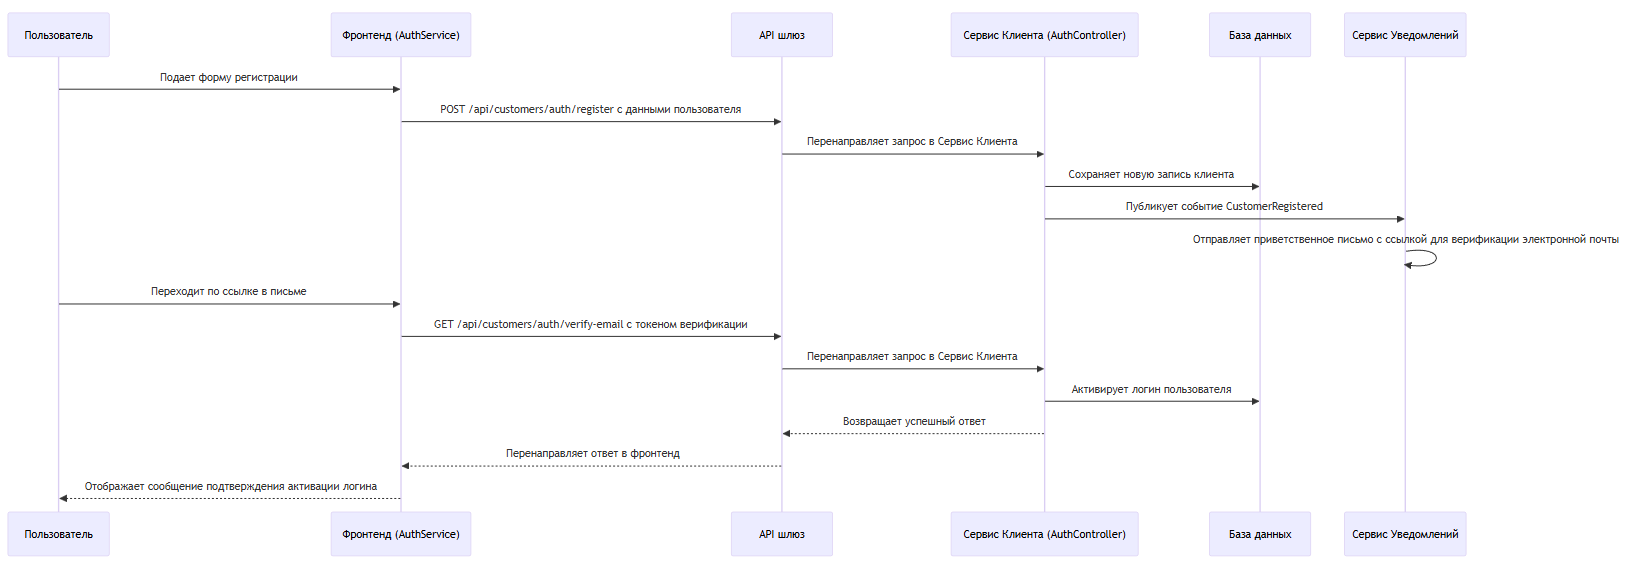 Пользователь
Фронтенд (AuthService)
API шлюз
Сервис Клиента (AuthController)
База данных
Сервис Уведомлений
Подает форму регистрации
POST /api/customers/auth/register с данными пользователя
Перенаправляет запрос в Сервис Клиента
Сохраняет новую запись клиента
Публикует событие CustomerRegistered
Отправляет приветственное письмо с ссылкой для верификации электронной почты
Переходит по ссылке в письме
GET /api/customers/auth/verify-email с токеном верификации
Перенаправляет запрос в Сервис Клиента
Активирует логин пользователя
Возвращает успешный ответ
Перенаправляет ответ в фронтенд
Отображает сообщение подтверждения активации логина
Пользователь
Фронтенд (AuthService)
API шлюз
Сервис Клиента (AuthController)
База данных
Сервис Уведомлений